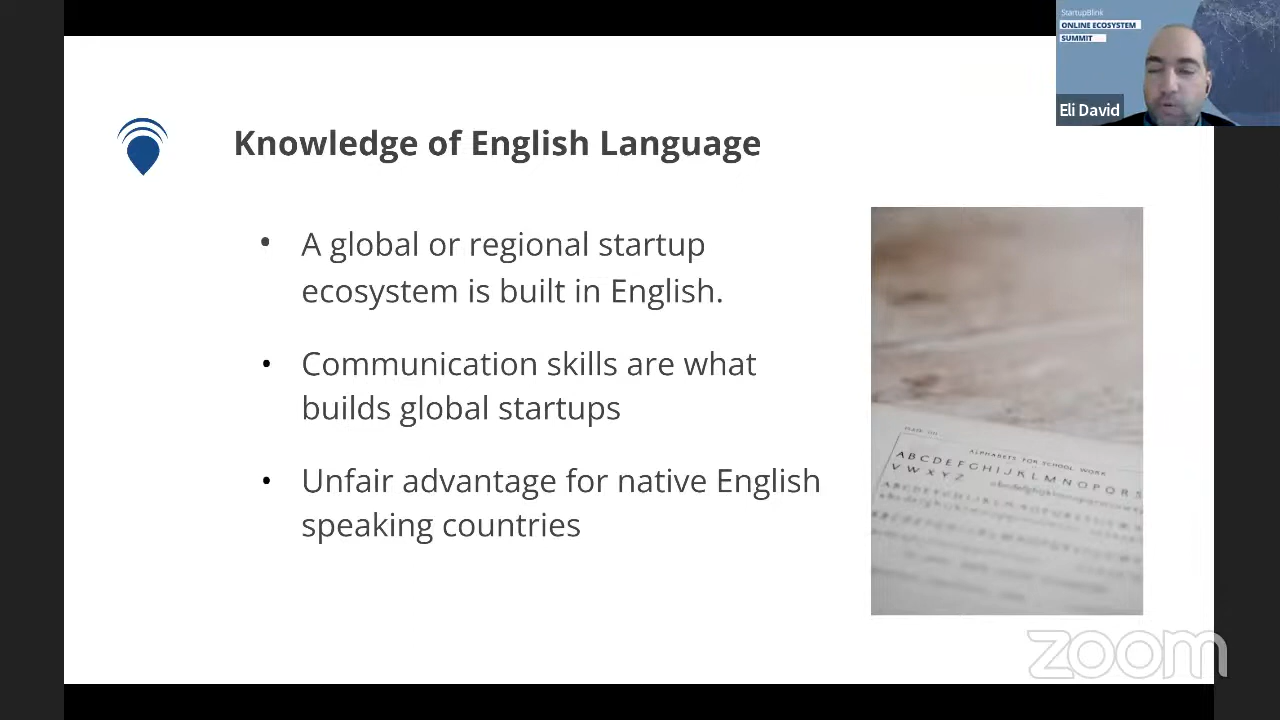 StartupBlink
ONLINE ECOSYSTEM
SUMMIT
Eli David
Knowledge of English Language
• A global or regional startup
ecosystem is built in English.
• Communication skills are what
builds global startups
• Unfair advantage for native English
speaking countries
ALPHABETS FOR SCHOOL WORK
A B C D E F G H I J K L M N O P Q R S
V W X Y Z
zoom